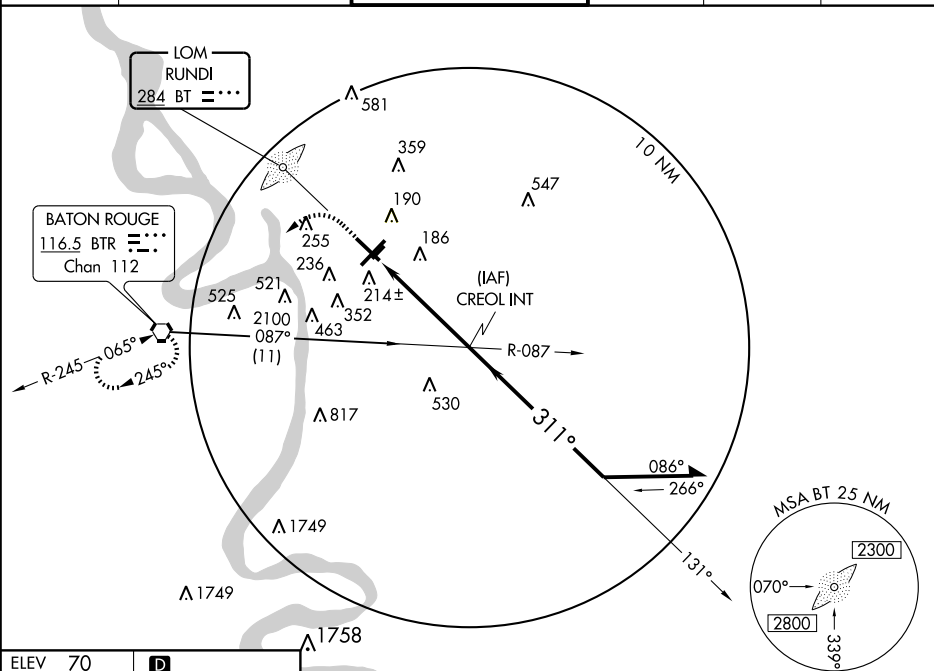 LOM
RUNDI
284 BT
581
359
10 NM
547
190
BATON ROUGE
116.5 BTR
Chan 112
255
186
236
(IAF)
CREOL INT
521
214±
525
352
2100
463
087°
(11)
R-087
R-245
065°
245°
530
817
311°
086°
266°
MSA BT 25 NM
1749
2300
131°
070°
1749
2800
339°
1758
ELEV 70
D